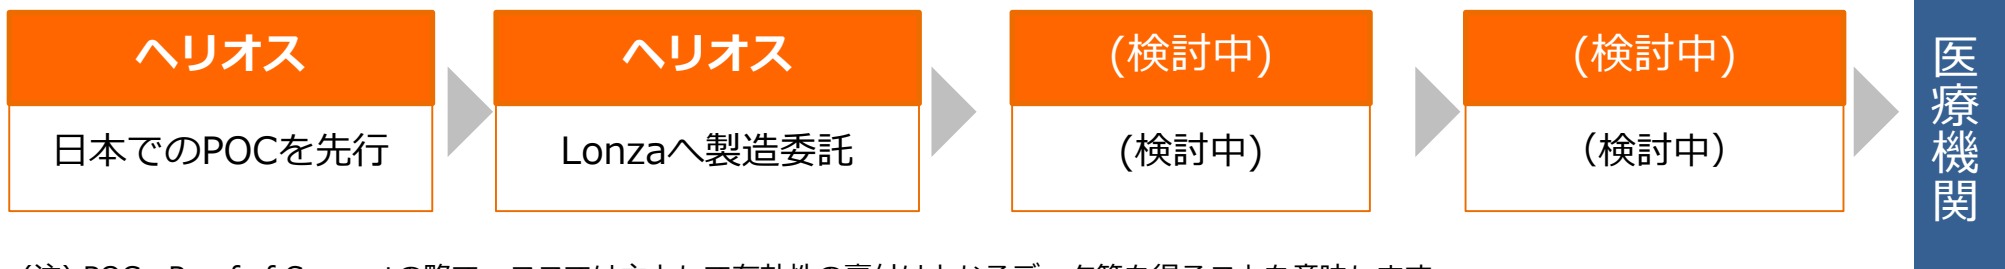 ヘリオス
日本でのPOCを先行
ヘリオス
Lonzaへ製造委託
(検討中)
(検討中)
(検討中)
（検討中）
医療機関